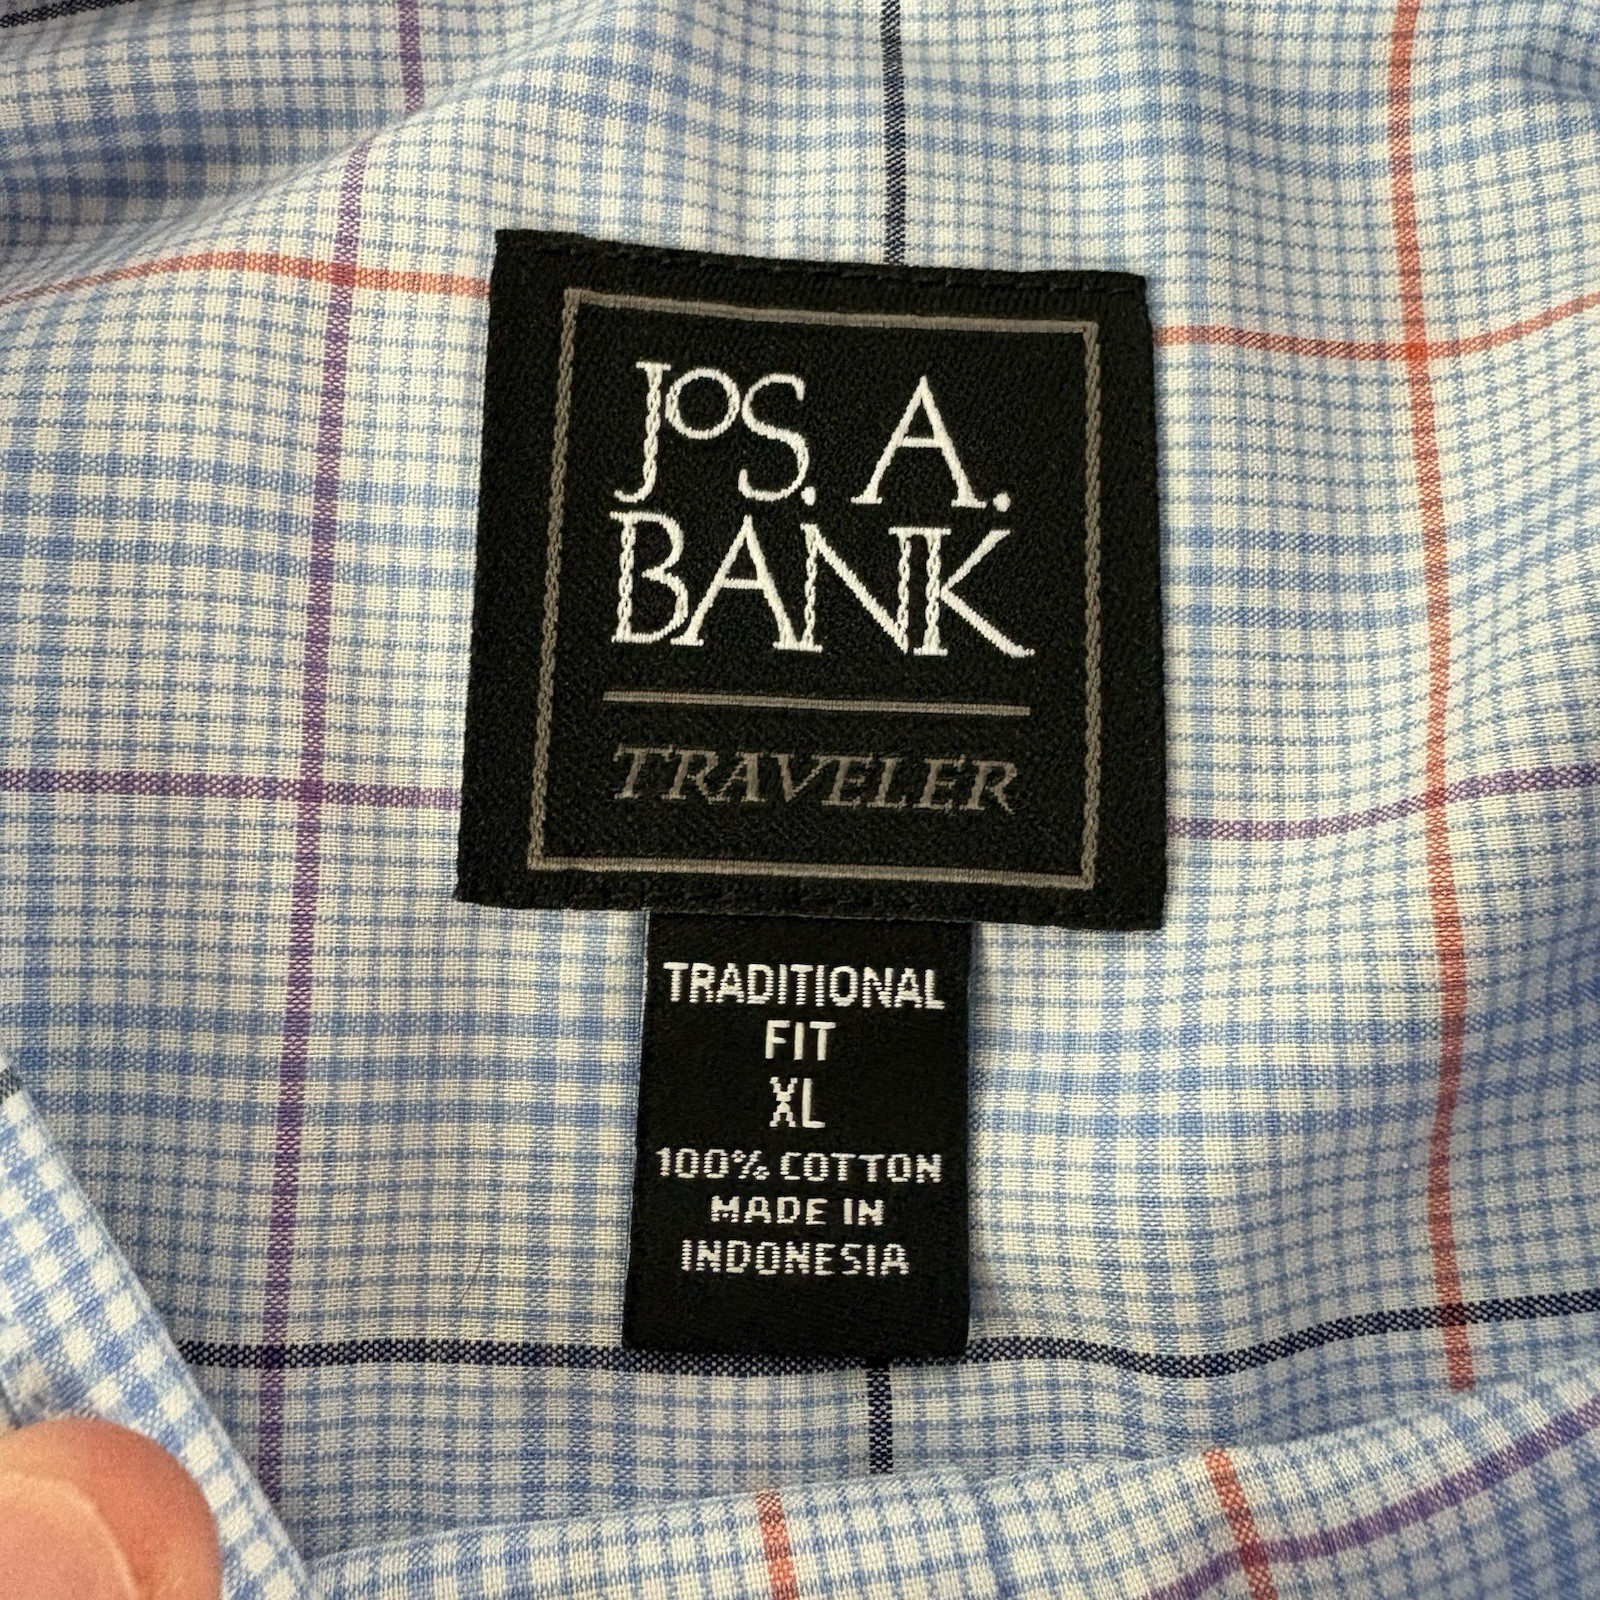 JOS. A.
BANK
TRAVELER
TRADITIONAL
FIT
XL
100% COTTON
MADE IN
INDONESIA